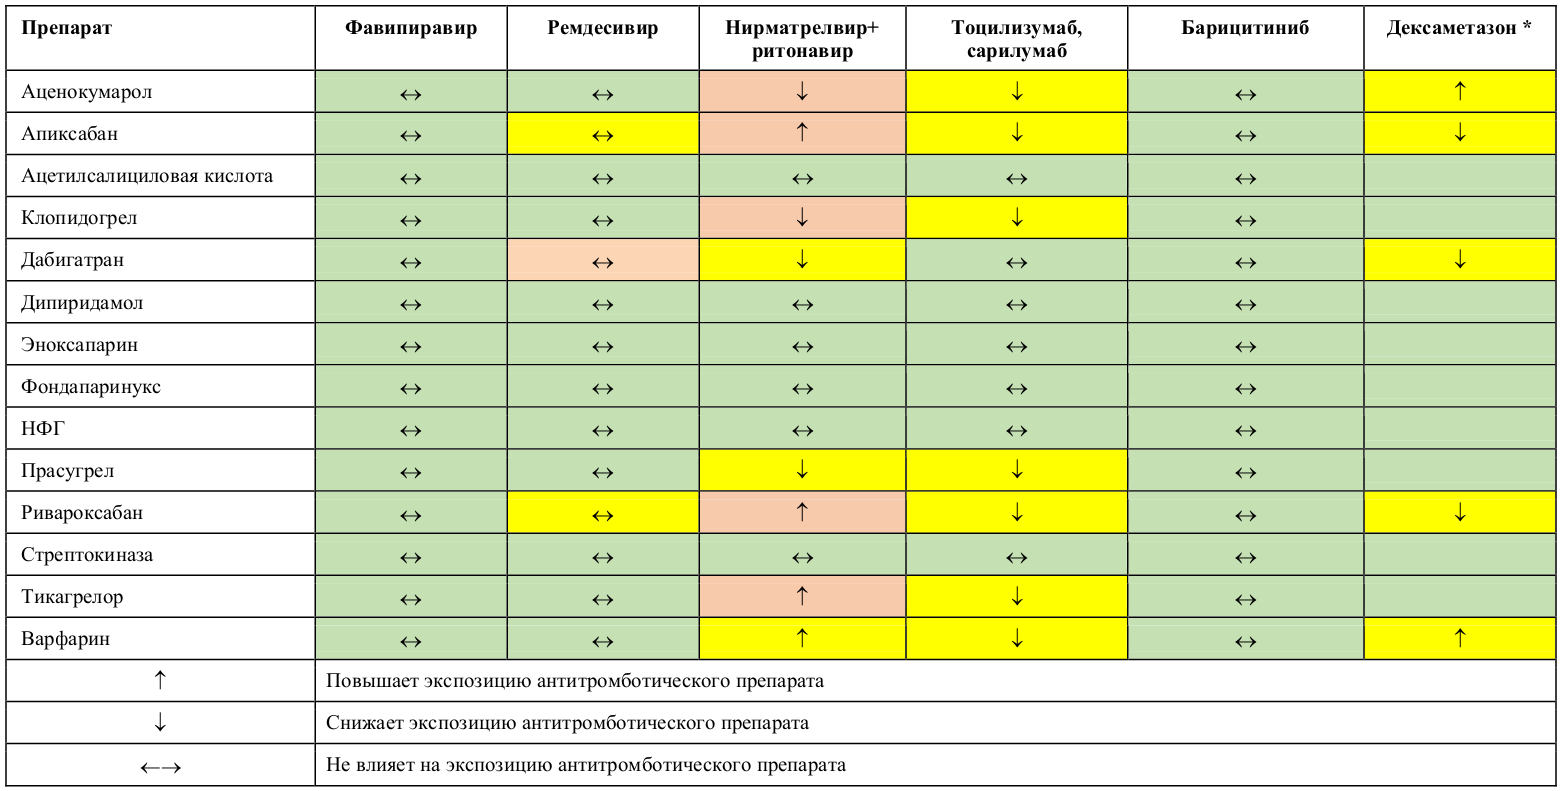 Препарат Фавипиравир Ремдесивир Нирматрелвир+ Тоцилизумаб, Барицитиниб Дексаметазон *
ритонавир сарилумаб
Аценокумарол ↔ ↔ ↓ ↓ ↔ ↑
Апиксабан ↔ ↔ ↑ ↓ ↔ ↓
Ацетилсалициловая кислота ↔ ↔ ↔ ↔ ↔
Клопидогрел ↔ ↔ ↓ ↓ ↔
Дабигатран ↔ ↔ ↓ ↔ ↔ ↓
Дипиридамол ↔ ↔ ↔ ↔ ↔
Эноксапарин ↔ ↔ ↔ ↔ ↔
Фондапаринукс ↔ ↔ ↔ ↔ ↔
НФГ ↔ ↔ ↔ ↔ ↔
Прасугрел ↔ ↔ ↓ ↓ ↔
Ривароксабан ↔ ↔ ↑ ↓ ↔ ↓
Стрептокиназа ↔ ↔ ↔ ↔ ↔
Тикагрелор ↔ ↔ ↑ ↓ ↔
Варфарин ↔ ↔ ↑ ↓ ↔ ↑
↑ Повышает экспозицию антитромботического препарата
↓ Снижает экспозицию антитромботического препарата
←→ Не влияет на экспозицию антитромботического препарата